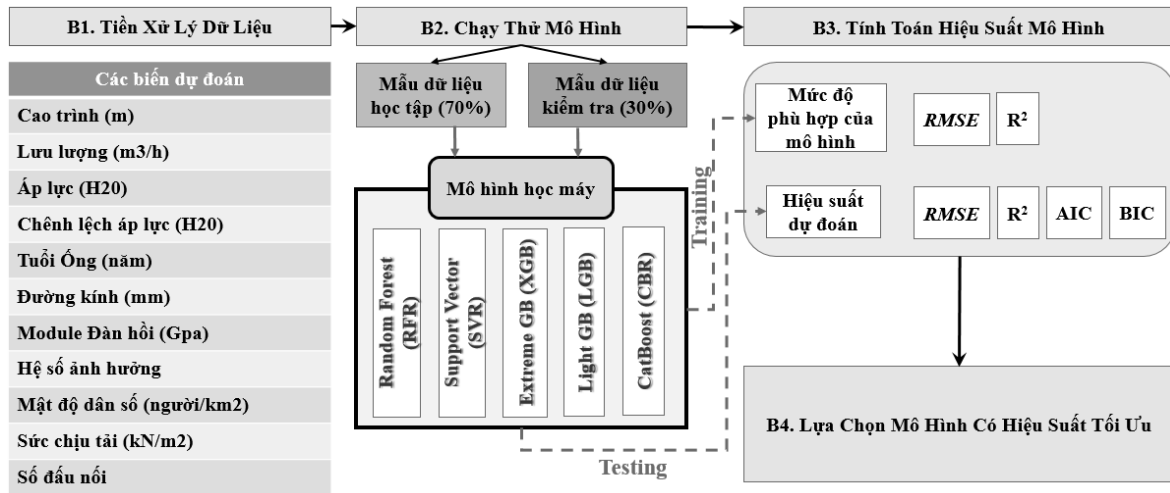 B1. Tiền Xử Lý Dữ Liệu
Các biến dự đoán
Cao trình (m)
Lưu lượng (m3/h)
Áp lực (H20)
Chênh lệch áp lực (H20)
Tuổi Ống (năm)
Đường kính (mm)
Module Đàn hồi (Gpa)
Hệ số ảnh hưởng
Mật độ dân số (người/km2)
Sức chịu tải (kN/m2)
Số đấu nối
B2. Chạy Thử Mô Hình
Mẫu dữ liệu
học tập (70%)
Mẫu dữ liệu
kiểm tra (30%)
Mô hình học máy
Random Forest
(RFR)
Support Vector
(SVR)
Extreme GB (XGB)
Light GB (LGB)
CatBoost (CBR)
Training
Testing
B3. Tính Toán Hiệu Suất Mô Hình
Mức độ
phù hợp của
mô hình
RMSE
R²
Hiệu suất
dự đoán
RMSE
R²
AIC
BIC
B4. Lựa Chọn Mô Hình Có Hiệu Suất Tối Ưu